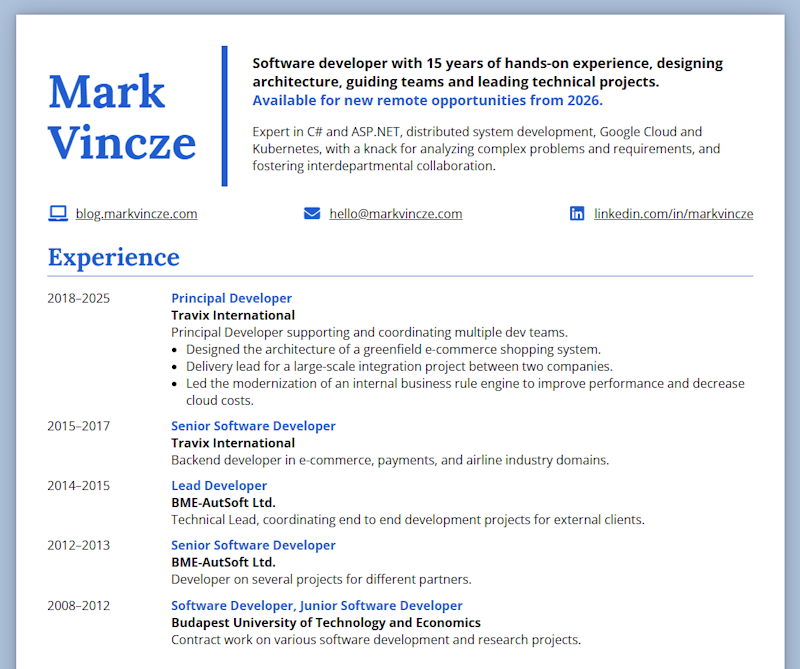 Mark
Vincze
Software developer with 15 years of hands-on experience, designing
architecture, guiding teams and leading technical projects.
Available for new remote opportunities from 2026.
Expert in C# and ASP.NET, distributed system development, Google Cloud and
Kubernetes, with a knack for analyzing complex problems and requirements, and
fostering interdepartmental collaboration.
blog.markvincze.com
hello@markvincze.com
linkedin.com/in/markvincze
Experience
2018–2025
Principal Developer
Travix International
Principal Developer supporting and coordinating multiple dev teams.
• Designed the architecture of a greenfield e-commerce shopping system.
• Delivery lead for a large-scale integration project between two companies.
• Led the modernization of an internal business rule engine to improve performance and decrease
cloud costs.
2015–2017
Senior Software Developer
Travix International
Backend developer in e-commerce, payments, and airline industry domains.
2014–2015
Lead Developer
BME-AutSoft Ltd.
Technical Lead, coordinating end to end development projects for external clients.
2012–2013
Senior Software Developer
BME-AutSoft Ltd.
Developer on several projects for different partners.
2008–2012
Software Developer, Junior Software Developer
Budapest University of Technology and Economics
Contract work on various software development and research projects.